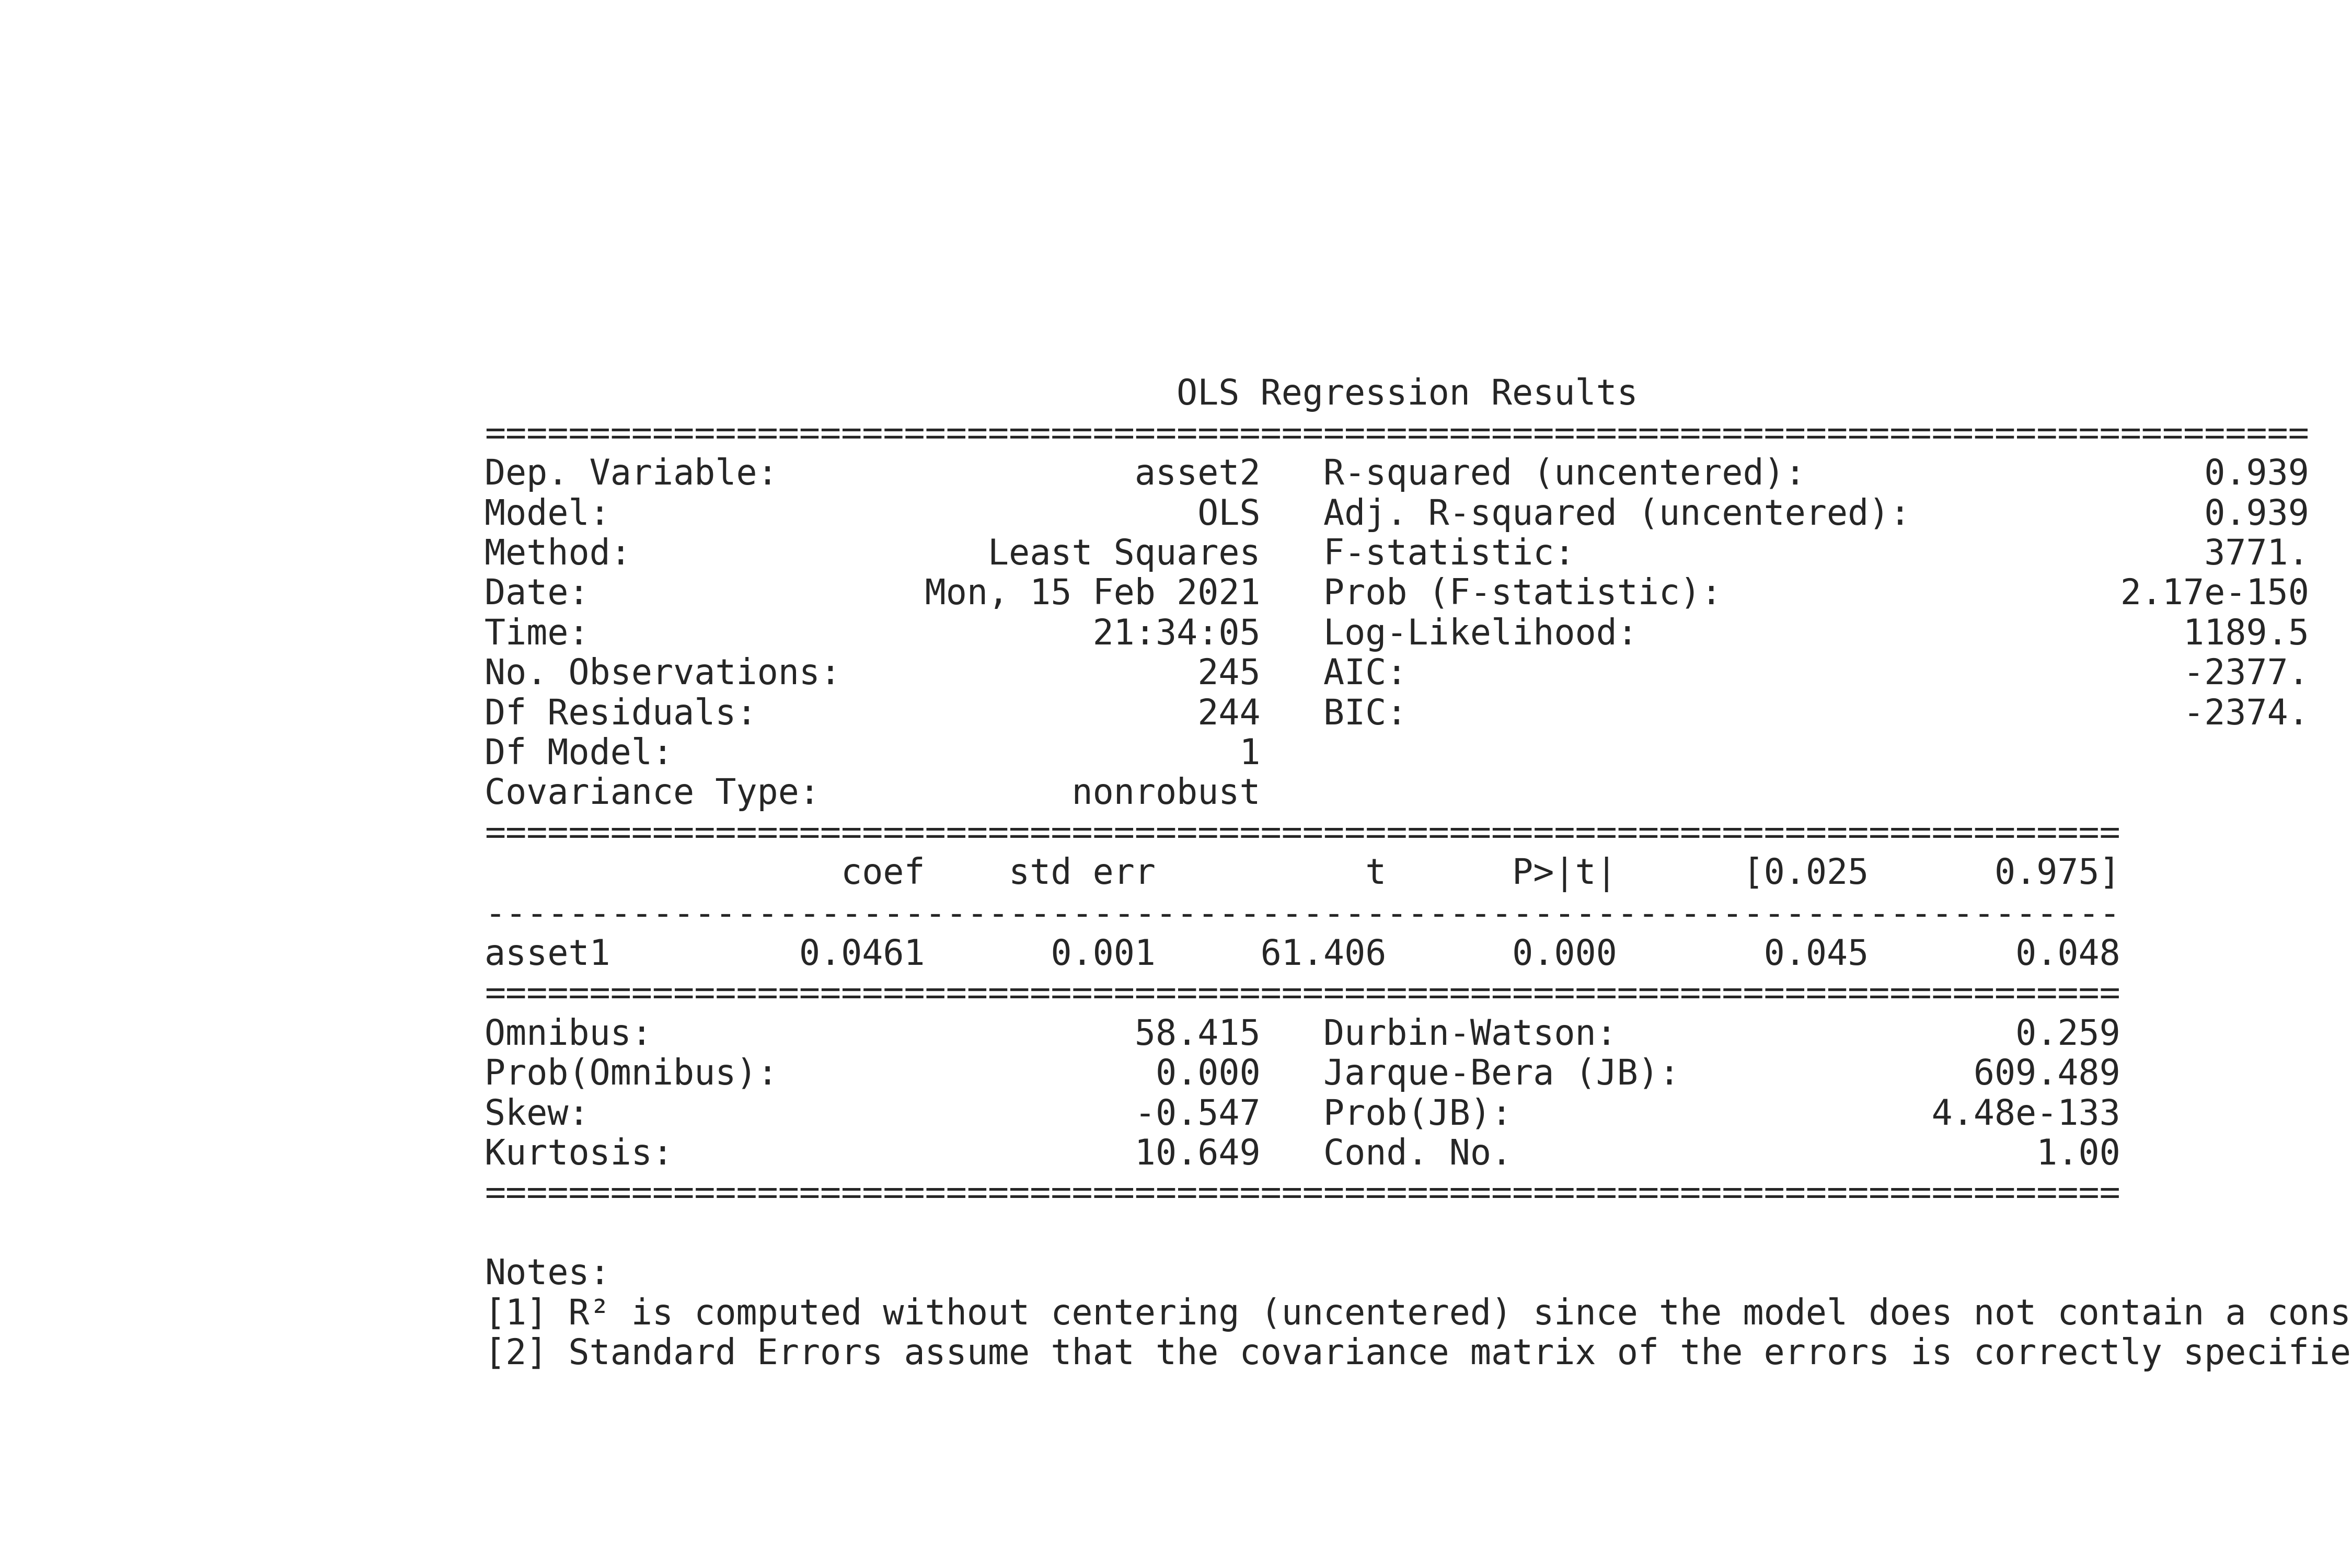 OLS Regression Results
=======================================================================================
Dep. Variable:                 asset2   R-squared (uncentered):                   0.939
Model:                            OLS   Adj. R-squared (uncentered):              0.939
Method:                 Least Squares   F-statistic:                              3771.
Date:                Mon, 15 Feb 2021   Prob (F-statistic):                   2.17e-150
Time:                        21:34:05   Log-Likelihood:                          1189.5
No. Observations:                 245   AIC:                                     -2377.
Df Residuals:                     244   BIC:                                     -2374.
Df Model:                           1
Covariance Type:            nonrobust
==============================================================================
                 coef    std err          t      P>|t|      [0.025      0.975]
------------------------------------------------------------------------------
asset1         0.0461      0.001     61.406      0.000       0.045       0.048
==============================================================================
Omnibus:                       58.415   Durbin-Watson:                   0.259
Prob(Omnibus):                  0.000   Jarque-Bera (JB):              609.489
Skew:                          -0.547   Prob(JB):                    4.48e-133
Kurtosis:                      10.649   Cond. No.                         1.00
==============================================================================
Notes:
[1] R² is computed without centering (uncentered) since the model does not contain a cons
[2] Standard Errors assume that the covariance matrix of the errors is correctly specifie